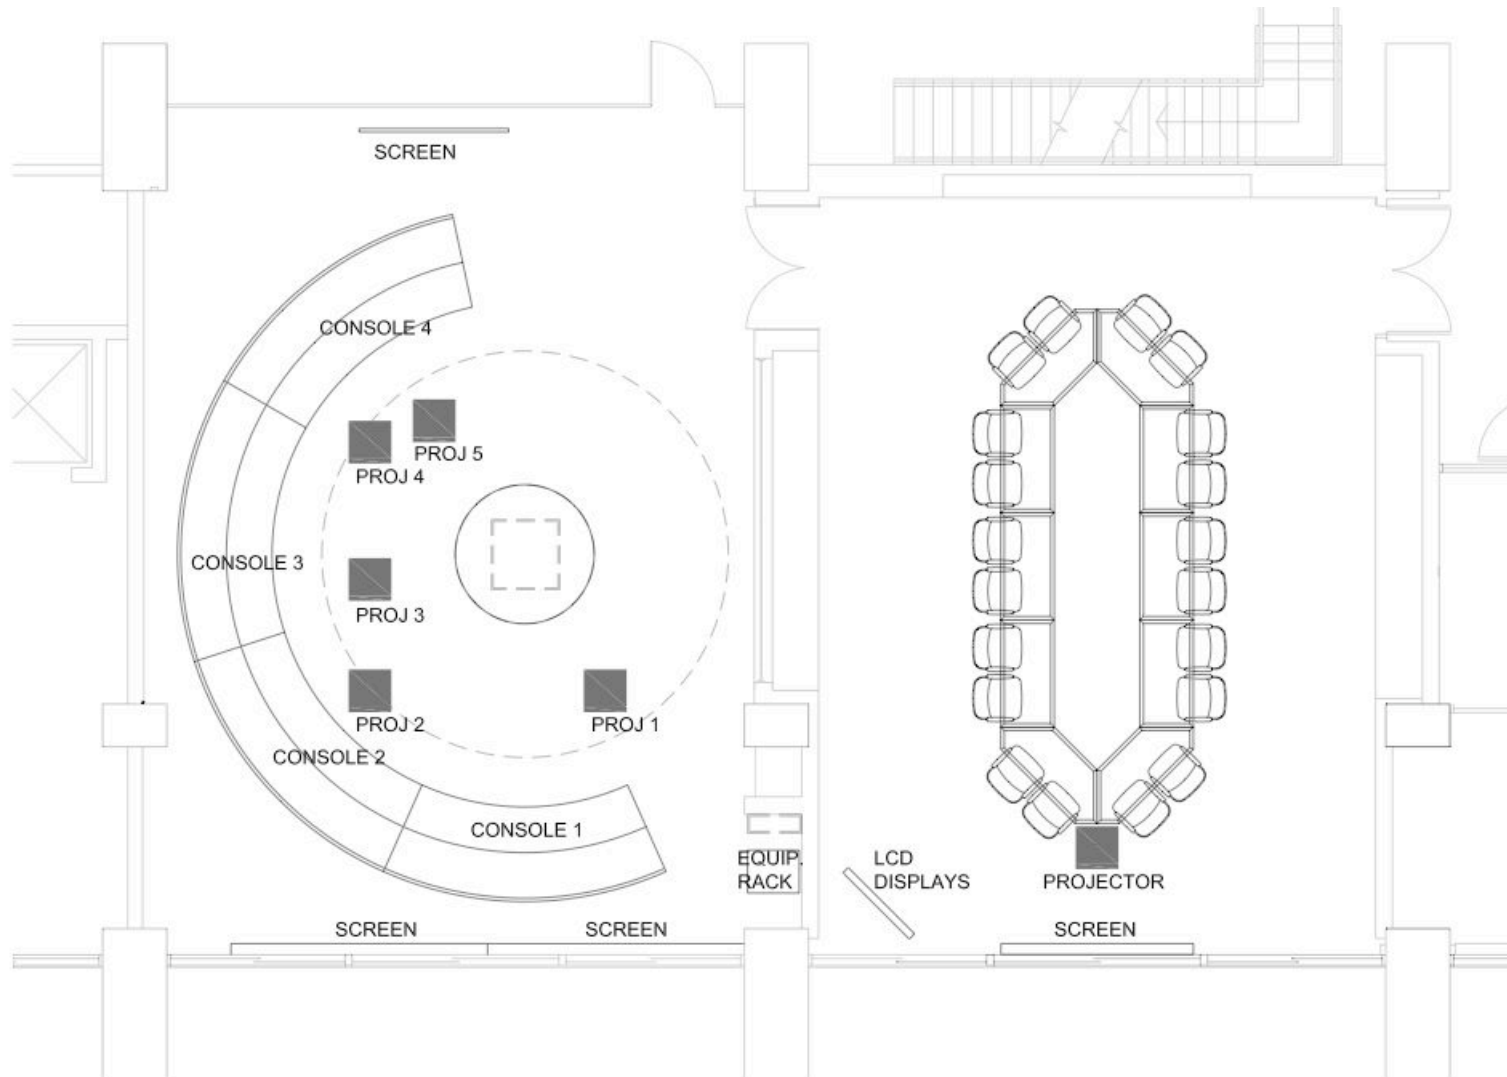 SCREEN
CONSOLE 4
PROJ 5
PROJ 4
CONSOLE 3
PROJ 3
PROJ 2
PROJ 1
CONSOLE 2
CONSOLE 1
EQUIP.
RACK
LCD
DISPLAYS
PROJECTOR
SCREEN
SCREEN
SCREEN